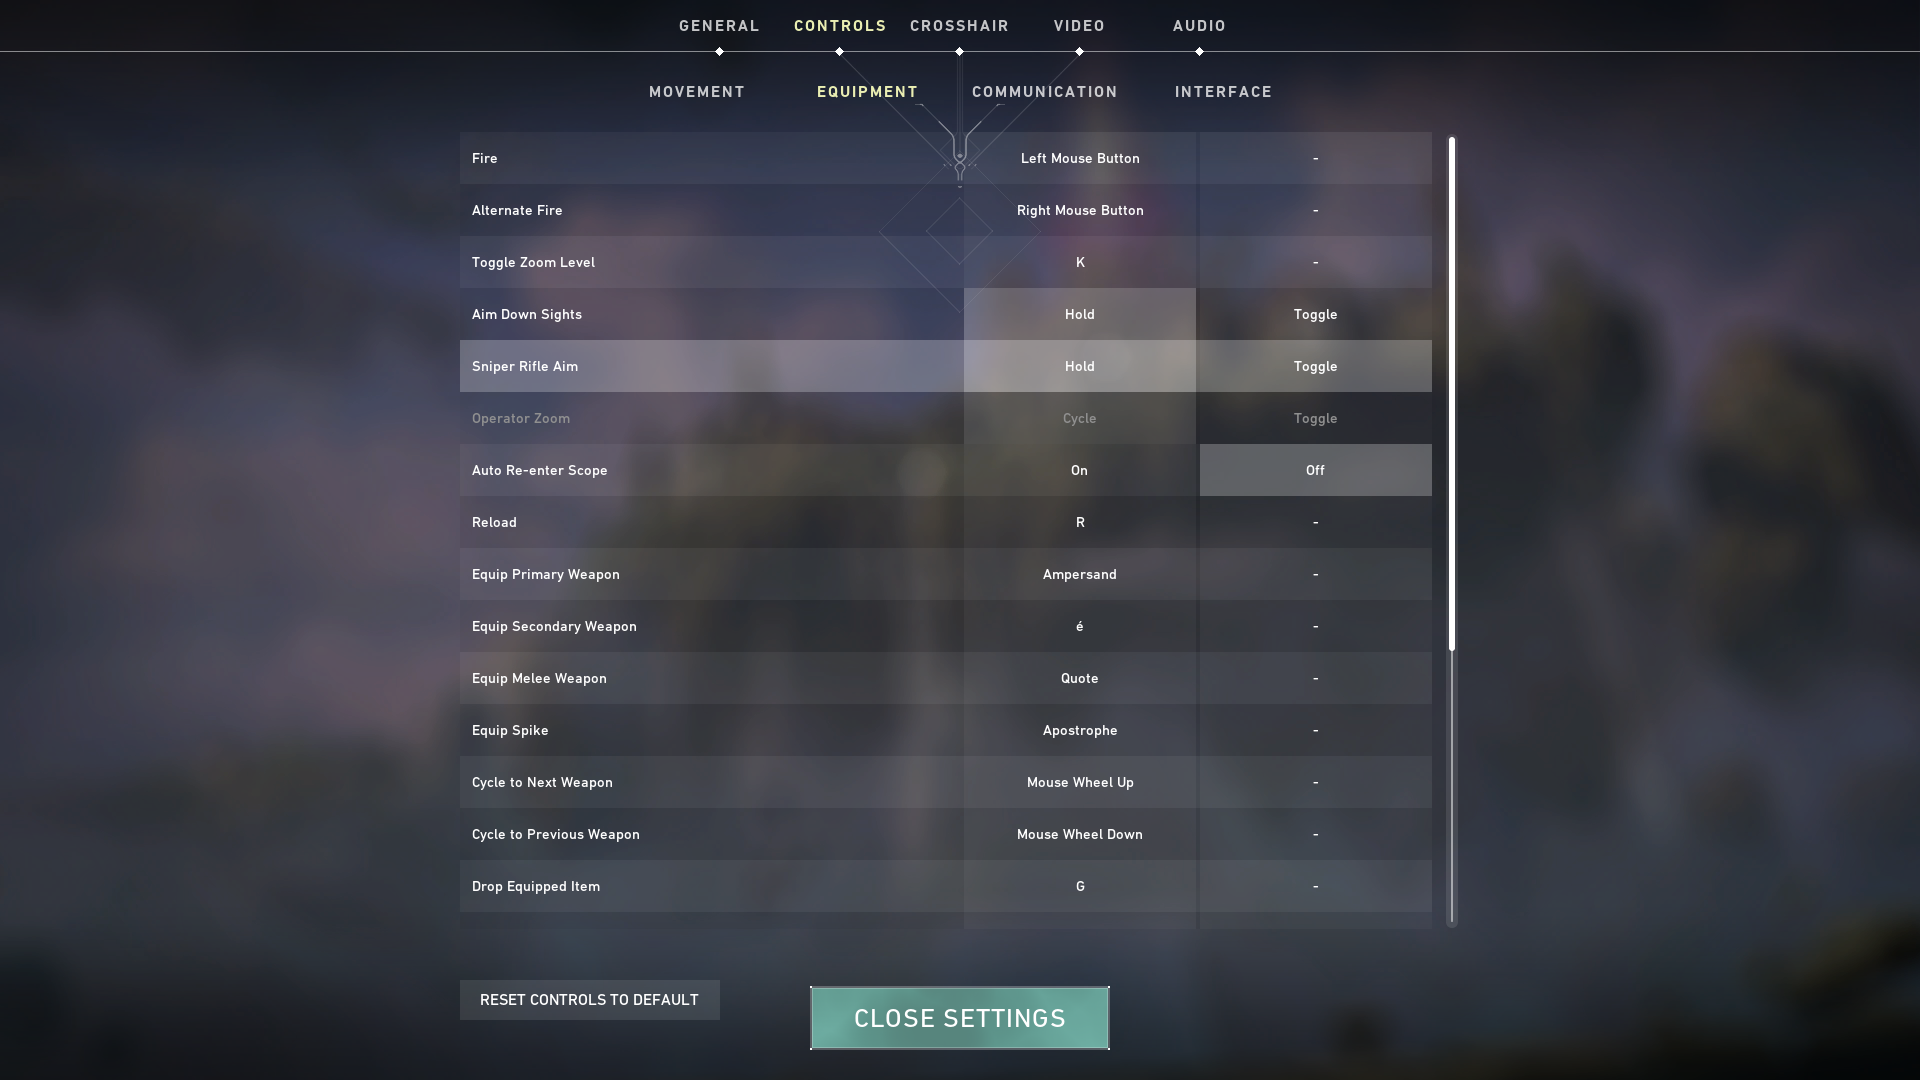 GENERAL CONTROLS CROSSHAIR VIDEO AUDIO
MOVEMENT EQUIPMENT COMMUNICATION INTERFACE
Fire Left Mouse Button -
Alternate Fire Right Mouse Button -
Toggle Zoom Level K -
Aim Down Sights Hold Toggle
Sniper Rifle Aim Hold Toggle
Operator Zoom Cycle Toggle
Auto Re-enter Scope On Off
Reload R -
Equip Primary Weapon Ampersand -
Equip Secondary Weapon é -
Equip Melee Weapon Quote -
Equip Spike Apostrophe -
Cycle to Next Weapon Mouse Wheel Up -
Cycle to Previous Weapon Mouse Wheel Down -
Drop Equipped Item G -
RESET CONTROLS TO DEFAULT
CLOSE SETTINGS